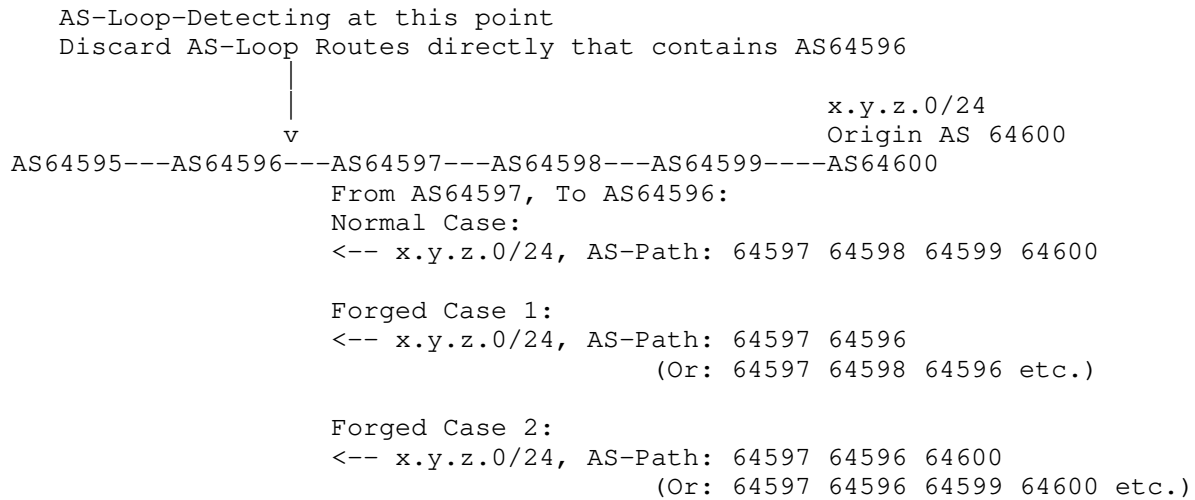 AS-Loop-Detecting at this point
Discard AS-Loop Routes directly that contains AS64596
|
| x.y.z.0/24
v Origin AS 64600
AS64595---AS64596---AS64597---AS64598---AS64599----AS64600
From AS64597, To AS64596:
Normal Case:
<-- x.y.z.0/24, AS-Path: 64597 64598 64599 64600
Forged Case 1:
<-- x.y.z.0/24, AS-Path: 64597 64596
(Or: 64597 64598 64596 etc.)
Forged Case 2:
<-- x.y.z.0/24, AS-Path: 64597 64596 64600
(Or: 64597 64596 64599 64600 etc.)